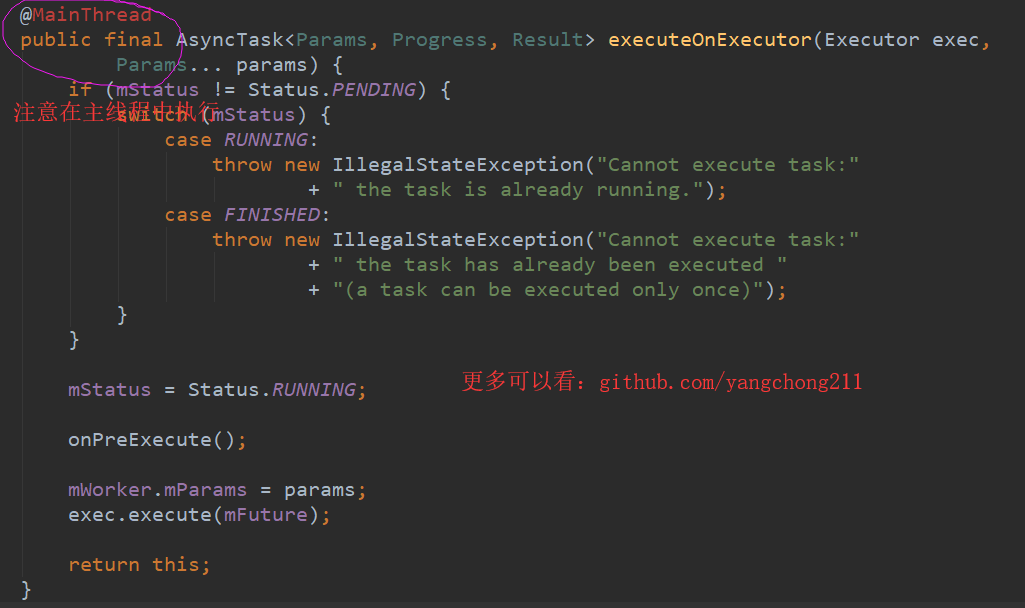 @MainThread
public final AsyncTask<Params, Progress, Result> executeOnExecutor(Executor exec,
Params... params) {
if (mStatus != Status.PENDING) {
注意在主线程中执行
switch (mStatus) {
case RUNNING:
throw new IllegalStateException("Cannot execute task:"
+ " the task is already running.");
case FINISHED:
throw new IllegalStateException("Cannot execute task:"
+ " the task has already been executed "
+ "(a task can be executed only once)");
}
}
更多可以看：github.com/yangchong211
mStatus = Status.RUNNING;
onPreExecute();
mWorker.mParams = params;
exec.execute(mFuture);
return this;
}